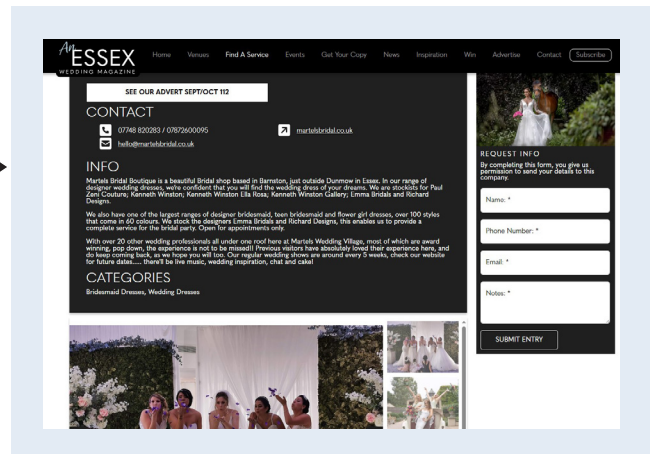 An
ESSEX
WEDDING MAGAZINE
Home Venues Find A Service Events Get Your Copy News Inspiration Win Advertise Contact Subscribe
SEE OUR ADVERT SEPT/OCT 112
CONTACT
07748 820283 / 07872600095
martelsbridal.co.uk
hello@martelsbridal.co.uk
INFO
Martels Bridal Boutique is a beautiful Bridal shop based in Barnston, just outside Dunmow in Essex. In our range of
designer wedding dresses, we're confident that you will find the wedding dress of your dreams. We are stockists for Paul
Zeni Couture; Kenneth Winston; Kenneth Winston Ella Rosa; Kenneth Winston Gallery; Emma Bridals and Richard
Designs.
We also have one of the largest ranges of designer bridesmaid, teen bridesmaid and flower girl dresses, over 100 styles
that come in 60 colours. We stock the designers Emma Bridals and Richard Designs, this enables us to provide a
complete service for the bridal party. Open for appointments only.
With over 20 other wedding professionals all under one roof here at Martels Wedding Village, most of which are award
winning, pop down, the experience is not to be missed!! Previous visitors have absolutely loved their experience here, and
do keep coming back, as we hope you will too. Our regular wedding shows are around every 5 weeks, check our website
for future dates...... there'll be live music, wedding inspiration, chat and cake!
CATEGORIES
Bridesmaid Dresses, Wedding Dresses
REQUEST INFO
By completing this form, you give us
permission to send your details to this
company.
Name: *
Phone Number: *
Email: *
Notes: *
SUBMIT ENTRY